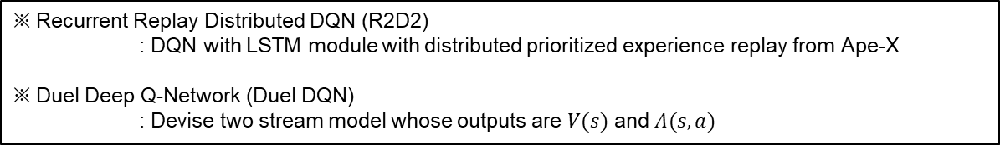 ※ Recurrent Replay Distributed DQN (R2D2)
: DQN with LSTM module with distributed prioritized experience replay from Ape-X
※ Duel Deep Q-Network (Duel DQN)
: Devise two stream model whose outputs are V(s) and A(s, a)